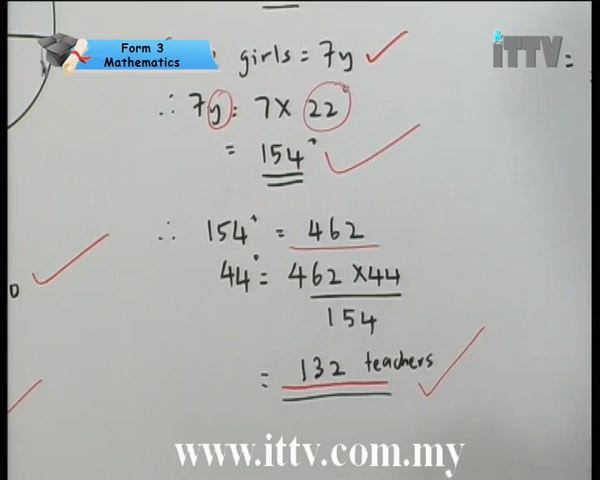 Form 3
Mathematics
iTTV
girls = 7y
∴ 7y = 7 × 22°
= 154°
∴ 154° = 462
44° = 462 × 44
154
= 132 teachers
www.ittv.com.my